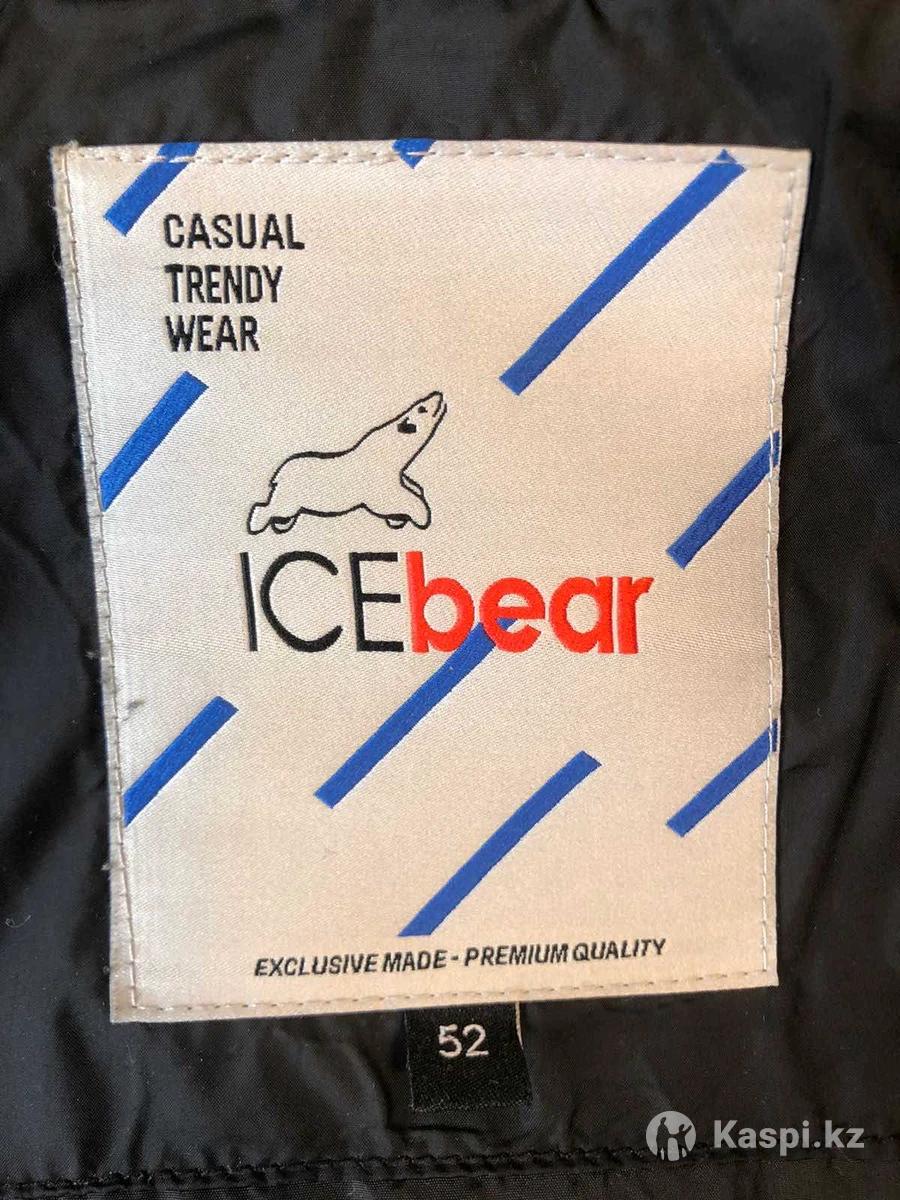 CASUAL
TRENDY
WEAR
ICEbear
EXCLUSIVE MADE - PREMIUM QUALITY
52
Kaspi.kz